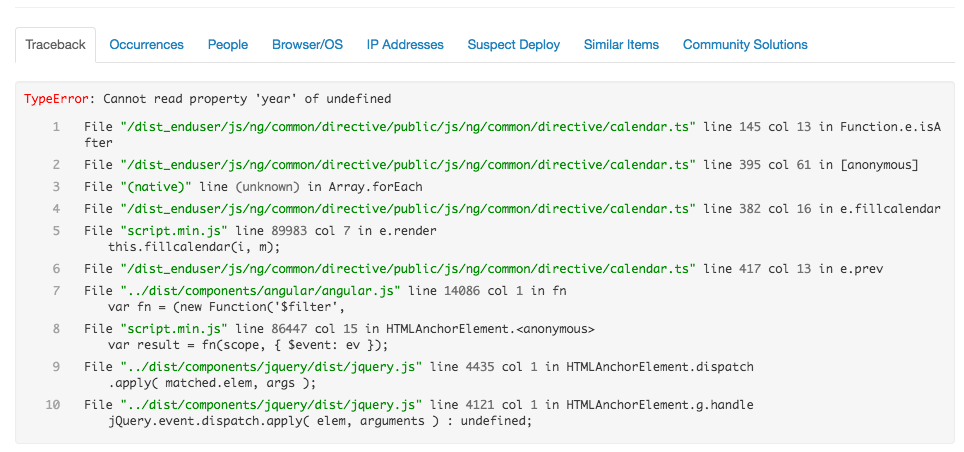 Traceback Occurrences People Browser/OS IP Addresses Suspect Deploy Similar Items Community Solutions
TypeError: Cannot read property 'year' of undefined
1 File "/dist_enduser/js/ng/common/directive/public/js/ng/common/directive/calendar.ts" line 145 col 13 in Function.e.isA
fter
2 File "/dist_enduser/js/ng/common/directive/public/js/ng/common/directive/calendar.ts" line 395 col 61 in [anonymous]
3 File "(native)" line (unknown) in Array.forEach
4 File "/dist_enduser/js/ng/common/directive/public/js/ng/common/directive/calendar.ts" line 382 col 16 in e.fillcalendar
5 File "script.min.js" line 89983 col 7 in e.render
this.fillcalendar(i, m);
6 File "/dist_enduser/js/ng/common/directive/public/js/ng/common/directive/calendar.ts" line 417 col 13 in e.prev
7 File "../dist/components/angular/angular.js" line 14086 col 1 in fn
var fn = (new Function('$filter',
8 File "script.min.js" line 86447 col 15 in HTMLAnchorElement.<anonymous>
var result = fn(scope, { $event: ev });
9 File "../dist/components/jquery/dist/jquery.js" line 4435 col 1 in HTMLAnchorElement.dispatch
.apply( matched.elem, args );
10 File "../dist/components/jquery/dist/jquery.js" line 4121 col 1 in HTMLAnchorElement.g.handle
jQuery.event.dispatch.apply( elem, arguments ) : undefined;